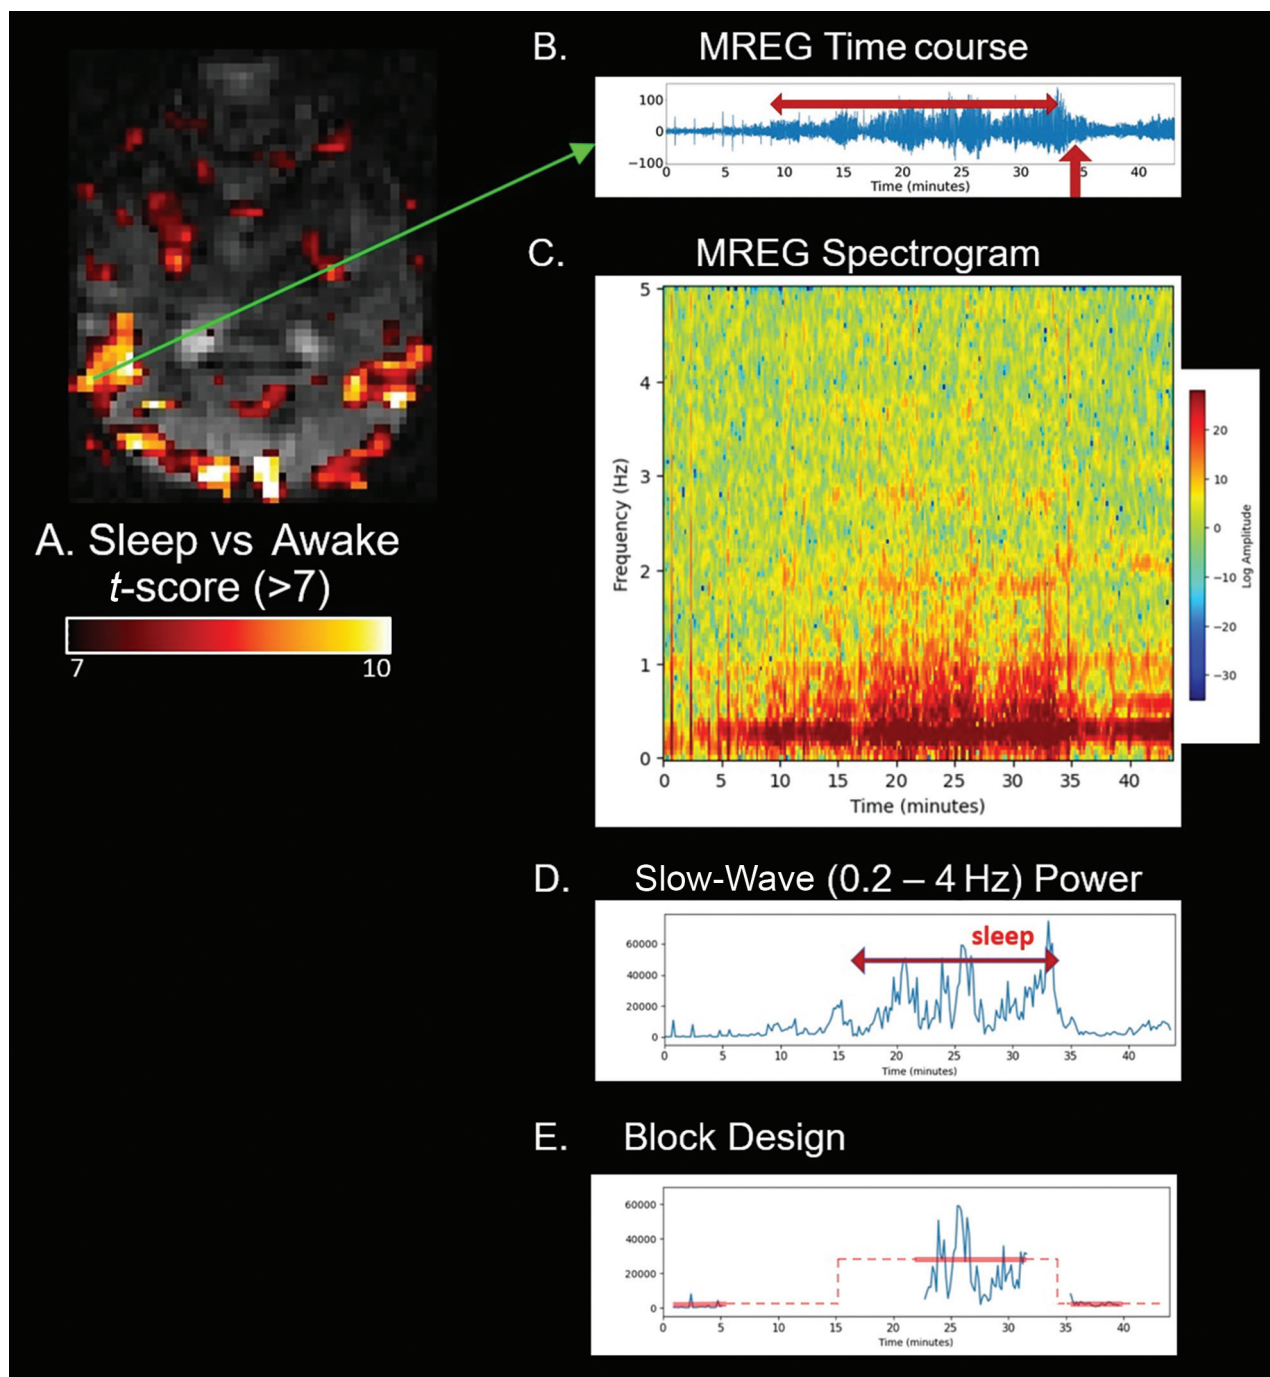 B. MREG Time course
100
0
−100
0 5 10 15 20 25 30 5 40
Time (minutes)
C. MREG Spectrogram
5
4
3
2
1
0
Frequency (Hz)
0 5 10 15 20 25 30 35 40
Time (minutes)
20
10
0
−10
−20
−30
Log Amplitude
A. Sleep vs Awake
t-score (>7)
7 10
D. Slow-Wave (0.2 – 4 Hz) Power
sleep
60000
40000
20000
0
0 5 10 15 20 25 30 35 40
Time (minutes)
E. Block Design
60000
40000
20000
0
0 5 10 15 20 25 30 35 40
Time (minutes)